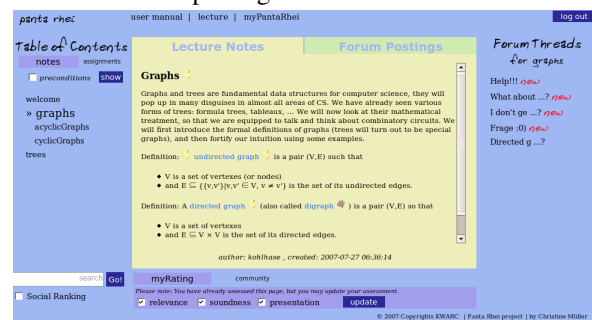 panta rhei
user manual | lecture | myPantaRhei
log out
Table of Contents
notes assignments
preconditions show
welcome
» graphs
acyclicGraphs
cyclicGraphs
trees
search Go!
Social Ranking
Lecture Notes Forum Postings
Graphs
Graphs and trees are fundamental data structures for computer science, they will
pop up in many disguises in almost all areas of CS. We have already seen various
forms of trees: formula trees, tableaux, ... We will now look at their mathematical
treatment, so that we are equipped to talk and think about combinatory circuits. We
will first introduce the formal definitions of graphs (trees will turn out to be special
graphs), and then fortify our intuition using some examples.
Definition: undirected graph is a pair (V,E) such that
◆ V is a set of vertexes (or nodes)
◆ and E ⊆ {{v,v'}|v,v' ∈ V, v ≠ v'} is the set of its undirected edges.
Definition: A directed graph (also called digraph ) is a pair (V,E) so that
◆ V is a set of vertexes
◆ and E ⊆ V × V is the set of its directed edges.
author: kohlhase , created: 2007-07-27 06:36:14
myRating community
Please note: You have already assessed this page, but you may update your assessment.
relevance soundness presentation update
Forum Threads
for graphs
Help!!! new
What about ...? new
I don't ge ...? new
Frage :0) new
Directed g ...?
© 2007 Copyrights KWARC | Panta Rhei project | by Christine Müller